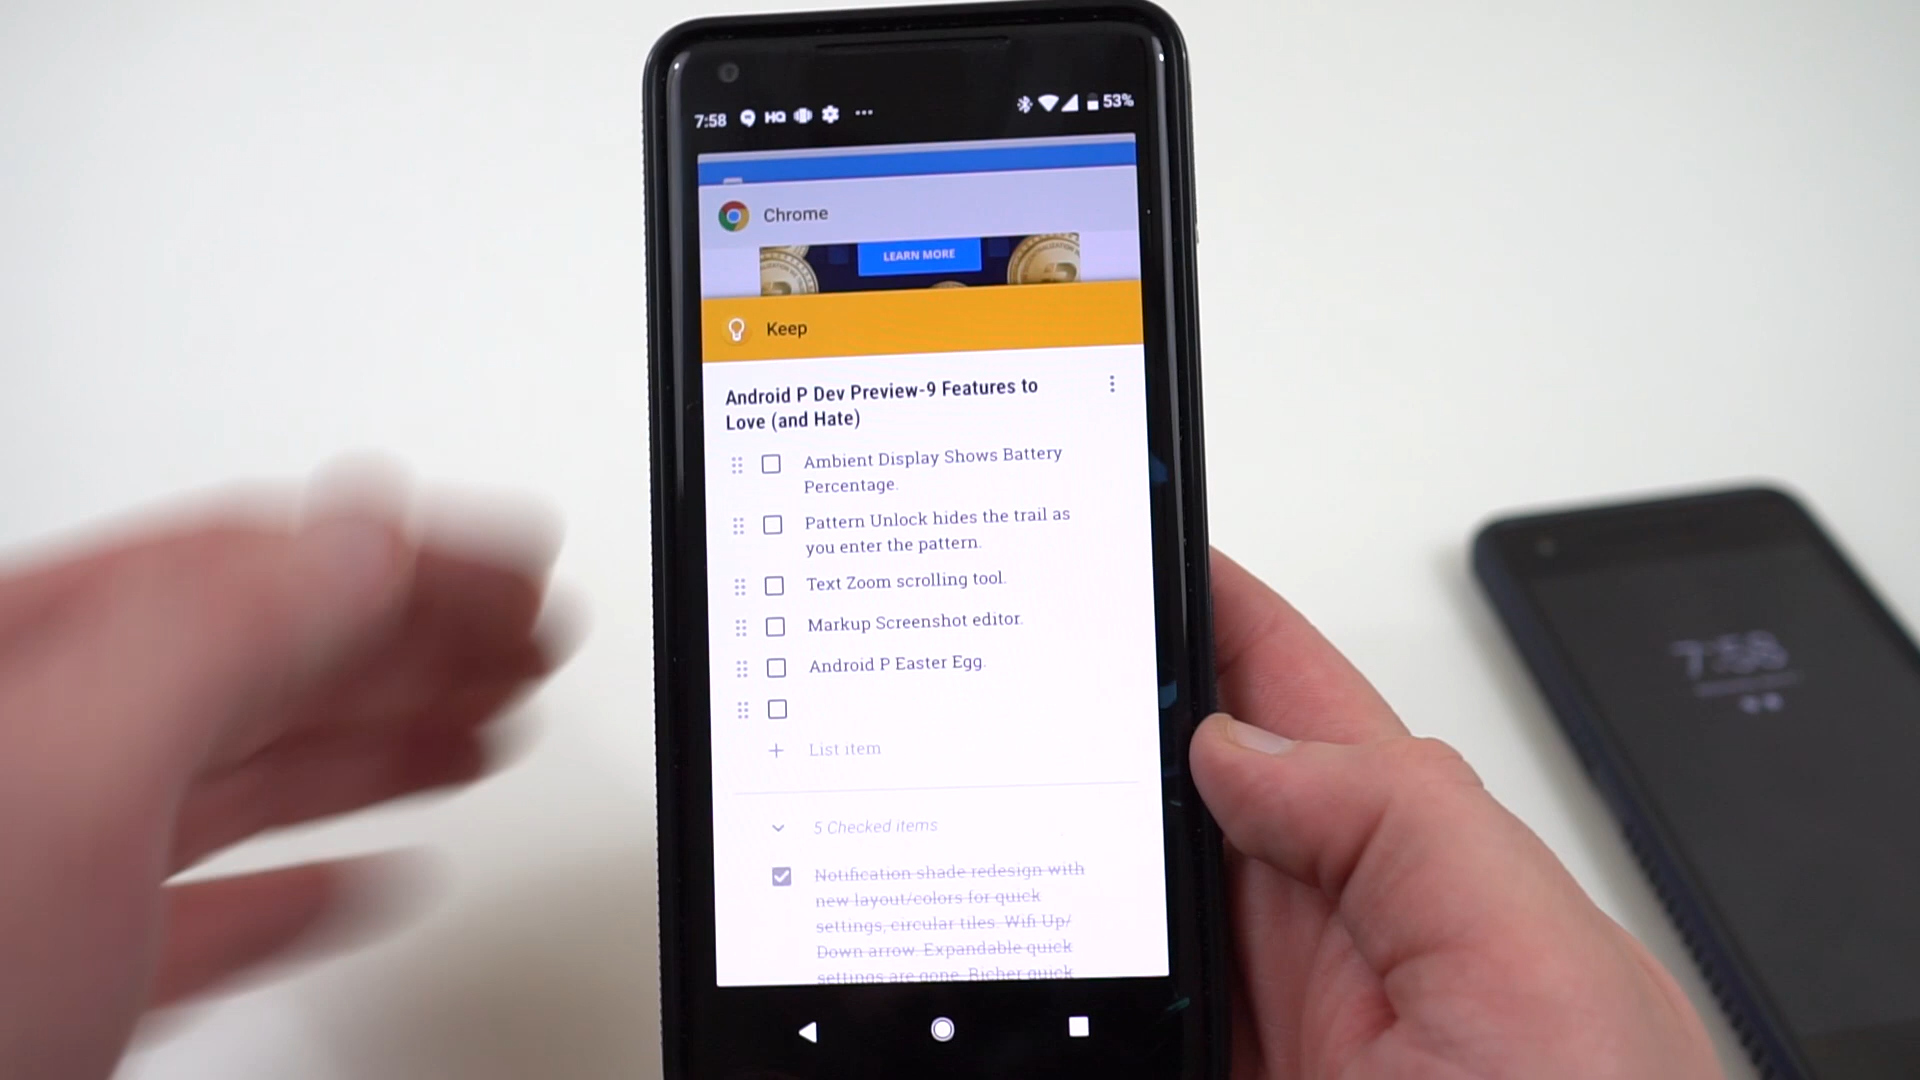 7:58 HQ ... 53%
Chrome
LEARN MORE
Keep
Android P Dev Preview-9 Features to
Love (and Hate)
Ambient Display Shows Battery
Percentage.
Pattern Unlock hides the trail as
you enter the pattern.
Text Zoom scrolling tool.
Markup Screenshot editor.
Android P Easter Egg.
+ List item
5 Checked items
Notification shade redesign with
new layout/colors for quick
settings, circular tiles. Wifi Up/
Down arrow. Expandable quick
settings are gone. Richer quick
7:58